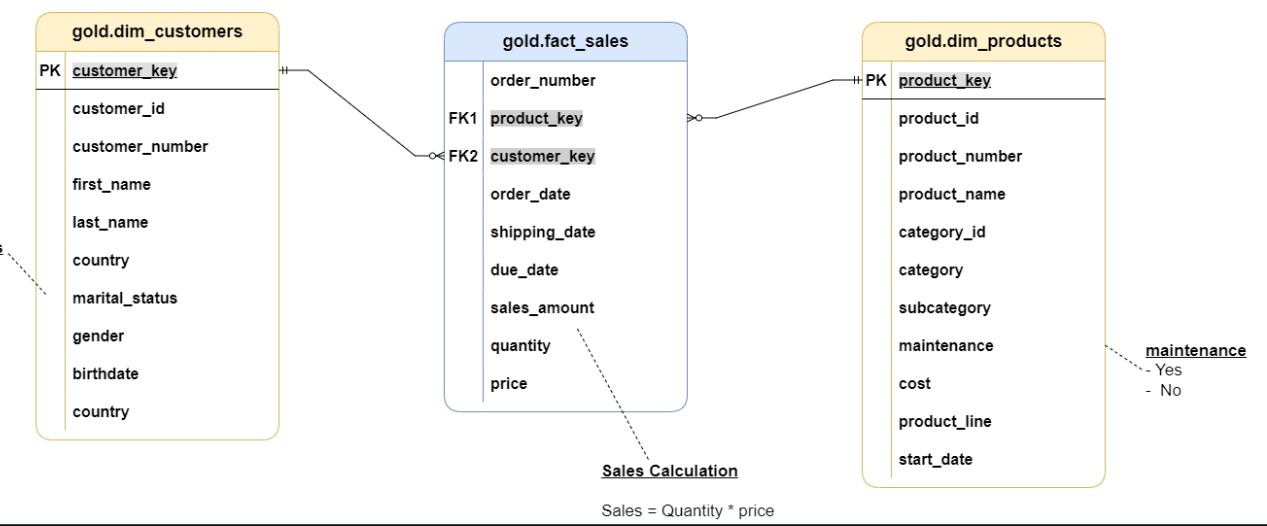 gold.dim_customers
PK customer_key
customer_id
customer_number
first_name
last_name
country
marital_status
gender
birthdate
country
gold.fact_sales
order_number
FK1 product_key
FK2 customer_key
order_date
shipping_date
due_date
sales_amount
quantity
price
Sales Calculation
Sales = Quantity * price
gold.dim_products
PK product_key
product_id
product_number
product_name
category_id
category
subcategory
maintenance
cost
product_line
start_date
maintenance
- Yes
- No